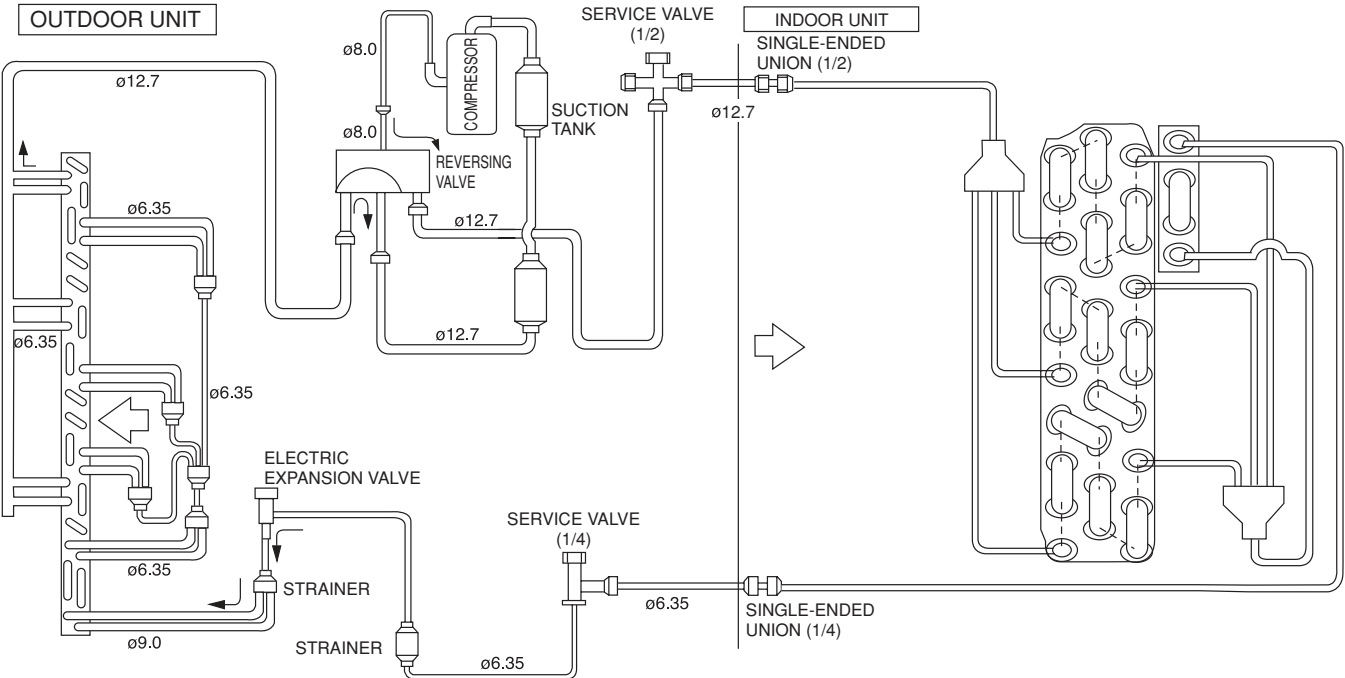 OUTDOOR UNIT
SERVICE VALVE
(1/2)
INDOOR UNIT
SINGLE-ENDED
UNION (1/2)
ø8.0
COMPRESSOR
ø12.7
SUCTION
TANK
ø12.7
ø8.0
REVERSING
VALVE
ø6.35
ø12.7
ø12.7
ø6.35
ø6.35
ELECTRIC
EXPANSION VALVE
SERVICE VALVE
(1/4)
ø6.35
STRAINER
ø6.35
SINGLE-ENDED
UNION (1/4)
ø9.0
STRAINER
ø6.35